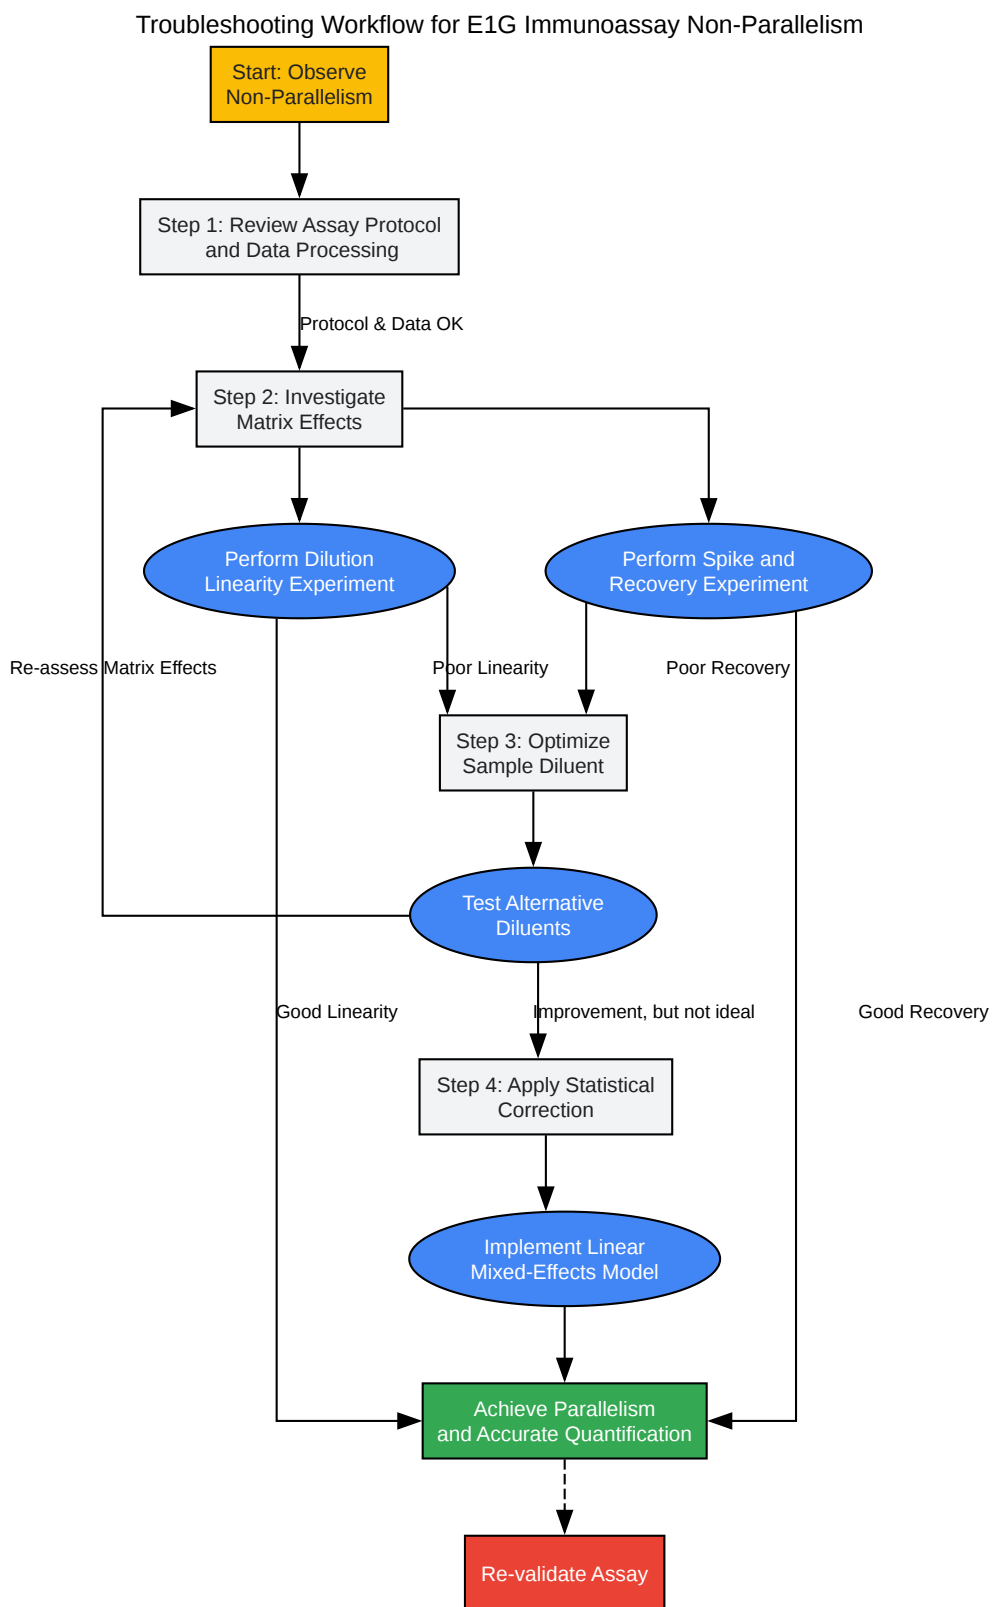 Troubleshooting Workflow for E1G Immunoassay Non-Parallelism
Start: Observe
Non-Parallelism
Step 1: Review Assay Protocol
and Data Processing
Protocol & Data OK
Step 2: Investigate
Matrix Effects
Perform Dilution
Linearity Experiment
Perform Spike and
Recovery Experiment
Re-assess Matrix Effects
Poor Linearity
Poor Recovery
Step 3: Optimize
Sample Diluent
Test Alternative
Diluents
Good Linearity
Improvement, but not ideal
Good Recovery
Step 4: Apply Statistical
Correction
Implement Linear
Mixed-Effects Model
Achieve Parallelism
and Accurate Quantification
Re-validate Assay